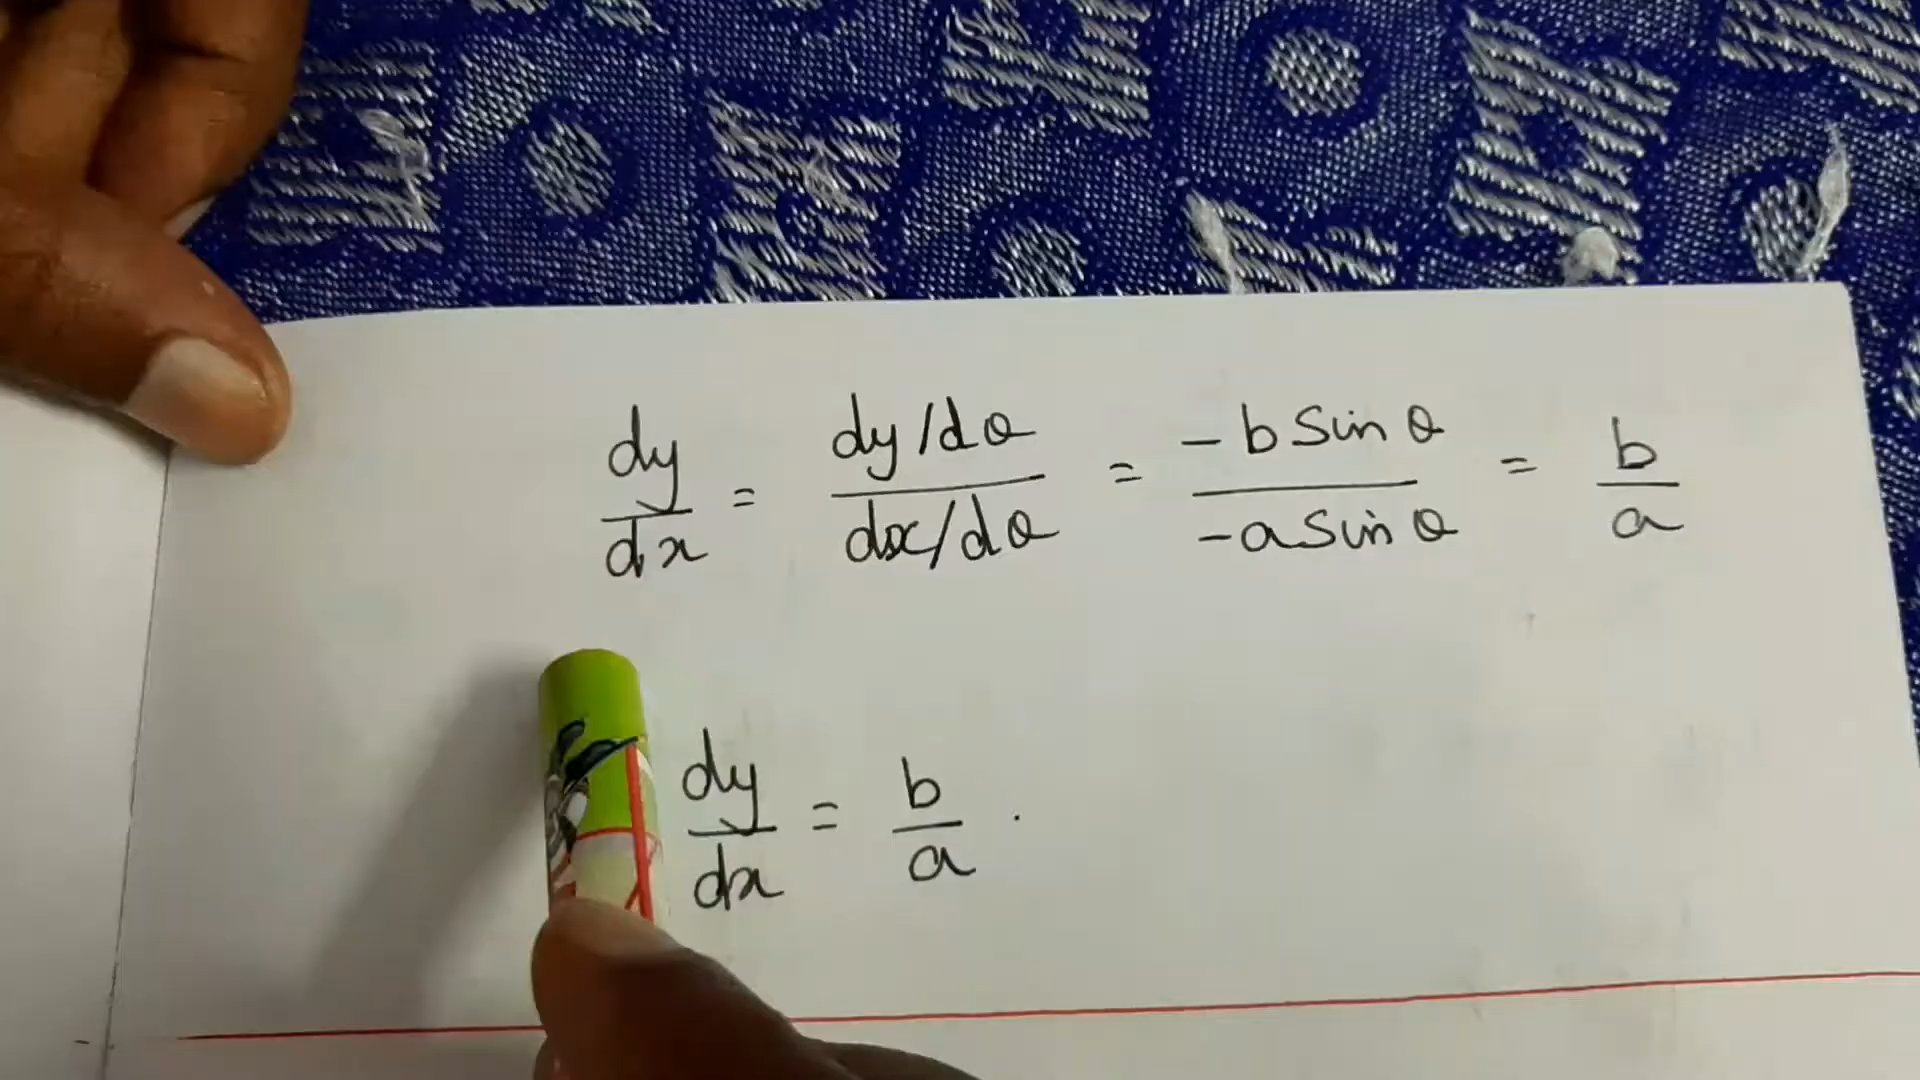 dy/dx = (dy/dθ)/(dx/dθ) = (-b sin θ)/(-a sin θ) = b/a
dy/dx = b/a .